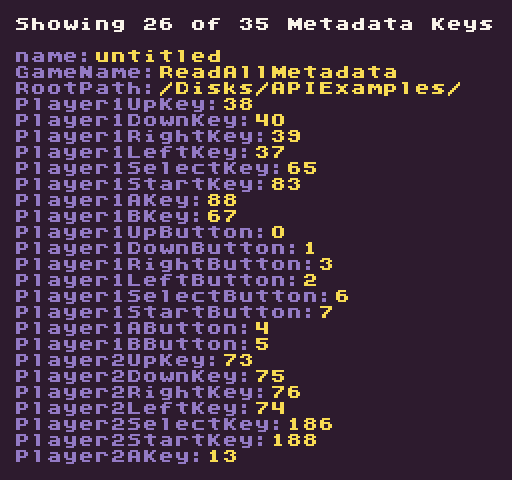 Showing 26 of 35 Metadata Keys
name:untitled
GameName:ReadAllMetadata
RootPath:/Disks/APIExamples/
Player1UpKey:38
Player1DownKey:40
Player1RightKey:39
Player1LeftKey:37
Player1SelectKey:65
Player1StartKey:83
Player1AKey:88
Player1BKey:67
Player1UpButton:0
Player1DownButton:1
Player1RightButton:3
Player1LeftButton:2
Player1SelectButton:6
Player1StartButton:7
Player1AButton:4
Player1BButton:5
Player2UpKey:73
Player2DownKey:75
Player2RightKey:76
Player2LeftKey:74
Player2SelectKey:186
Player2StartKey:188
Player2AKey:13